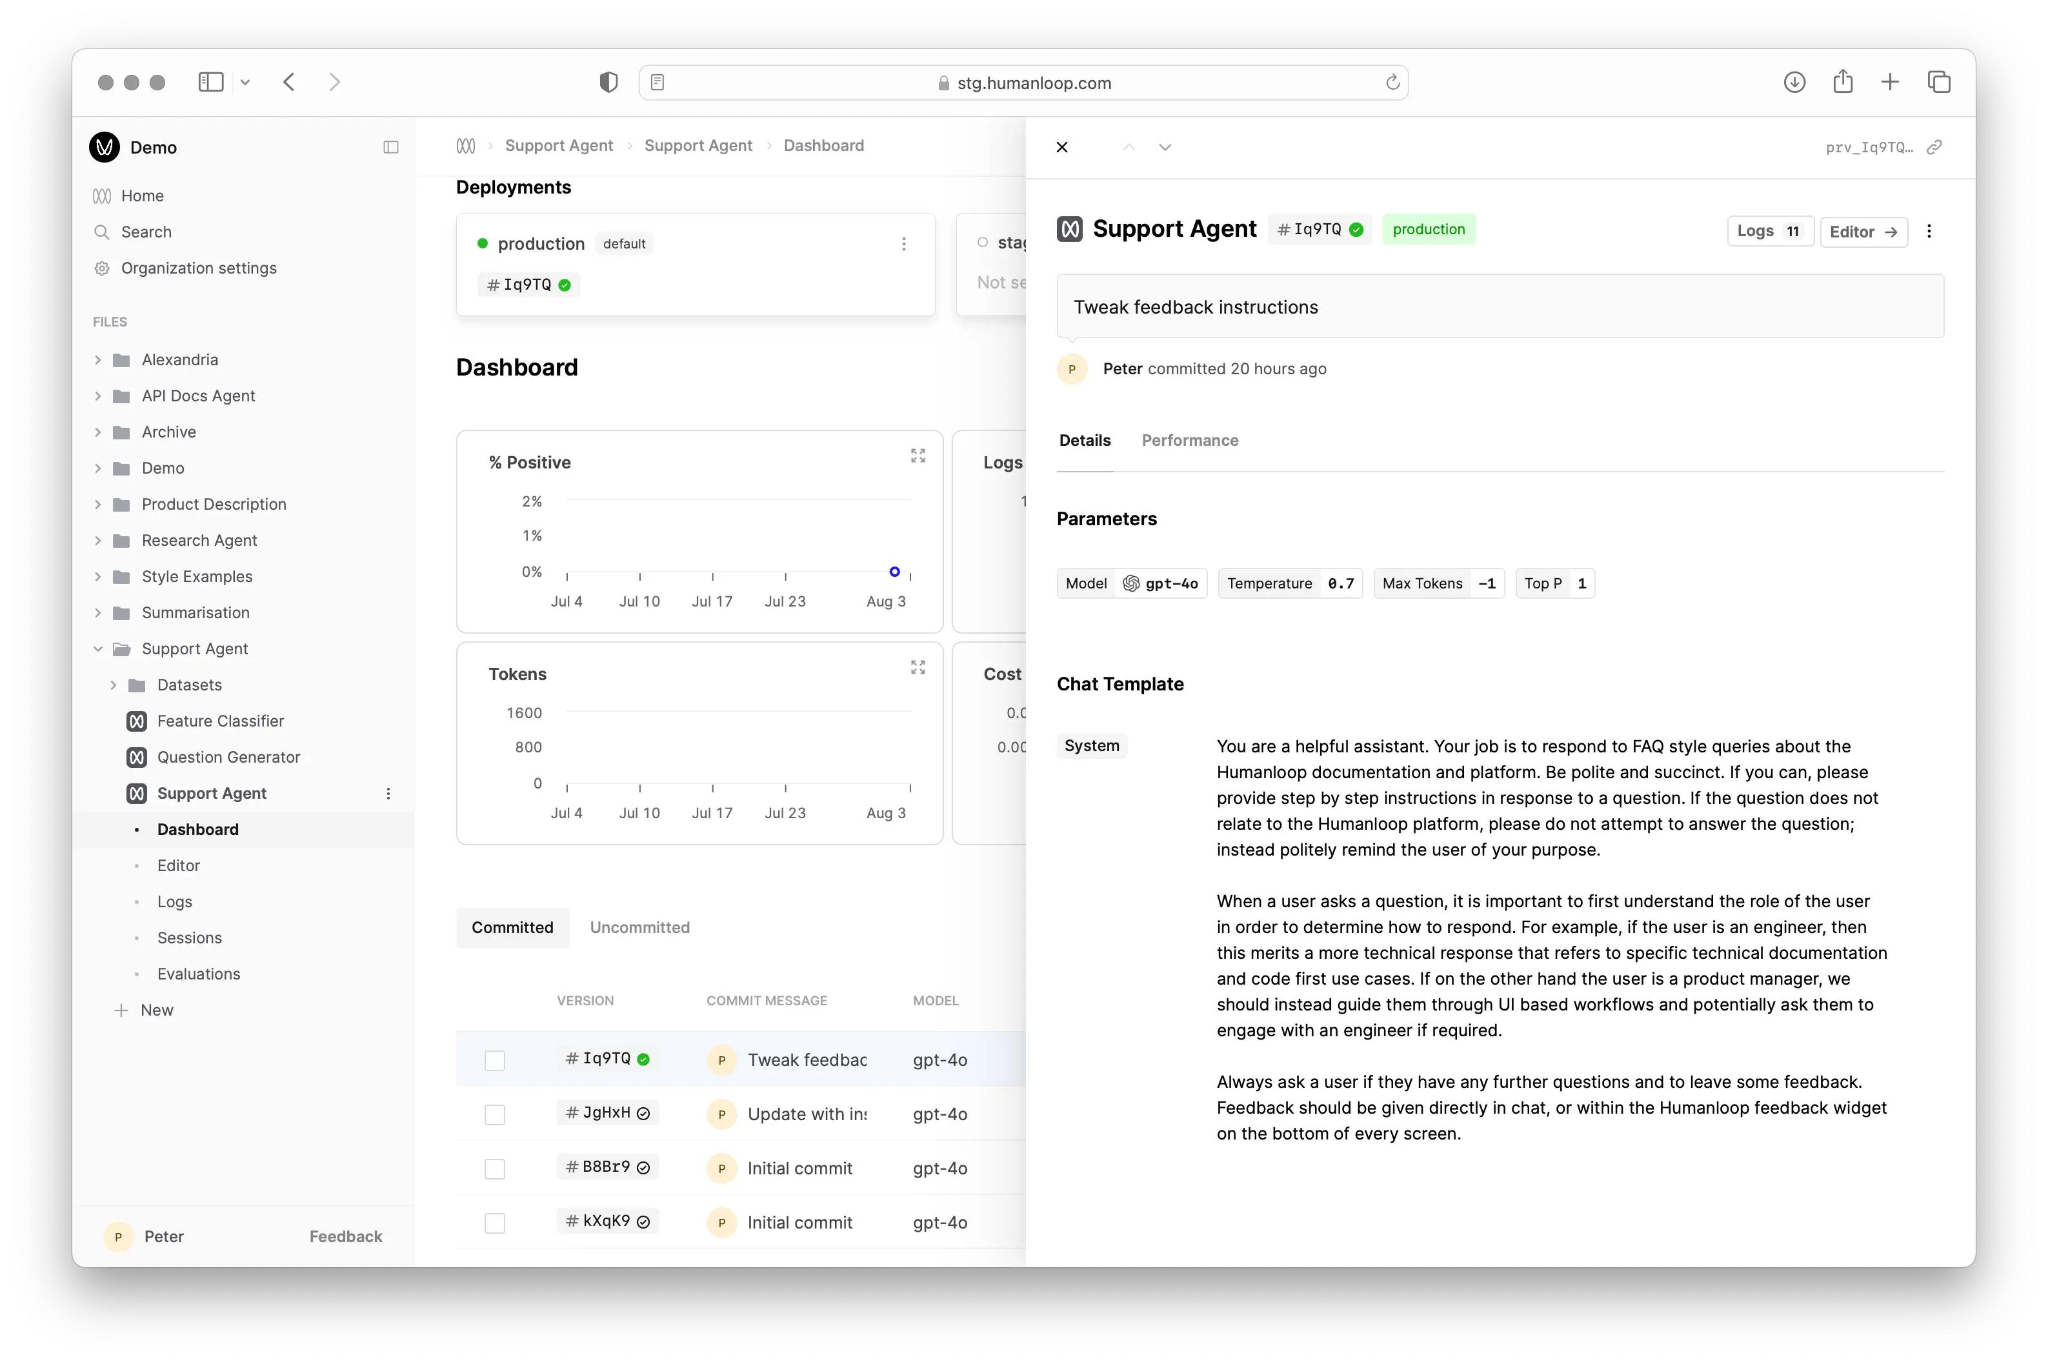 stg.humanloop.com
Demo
Home
Search
Organization settings
FILES
Alexandria
API Docs Agent
Archive
Demo
Product Description
Research Agent
Style Examples
Summarisation
Support Agent
Datasets
Feature Classifier
Question Generator
Support Agent
Dashboard
Editor
Logs
Sessions
Evaluations
New
P Peter Feedback
Support Agent Support Agent Dashboard
Deployments
production default
#Iq9TQ
stag
Not se
Dashboard
% Positive
2%
1%
0%
Jul 4 Jul 10 Jul 17 Jul 23 Aug 3
Logs
1
Tokens
1600
800
0
Jul 4 Jul 10 Jul 17 Jul 23 Aug 3
Cost
0.0
0.00
Committed Uncommitted
VERSION COMMIT MESSAGE MODEL
#Iq9TQ P Tweak feedbac gpt-4o
#JgHxH P Update with ins gpt-4o
#B8Br9 P Initial commit gpt-4o
#kXqK9 P Initial commit gpt-4o
prv_Iq9TQ…
Support Agent #Iq9TQ production
Logs 11 Editor →
Tweak feedback instructions
P Peter committed 20 hours ago
Details Performance
Parameters
Model gpt-4o Temperature 0.7 Max Tokens -1 Top P 1
Chat Template
System
You are a helpful assistant. Your job is to respond to FAQ style queries about the
Humanloop documentation and platform. Be polite and succinct. If you can, please
provide step by step instructions in response to a question. If the question does not
relate to the Humanloop platform, please do not attempt to answer the question;
instead politely remind the user of your purpose.
When a user asks a question, it is important to first understand the role of the user
in order to determine how to respond. For example, if the user is an engineer, then
this merits a more technical response that refers to specific technical documentation
and code first use cases. If on the other hand the user is a product manager, we
should instead guide them through UI based workflows and potentially ask them to
engage with an engineer if required.
Always ask a user if they have any further questions and to leave some feedback.
Feedback should be given directly in chat, or within the Humanloop feedback widget
on the bottom of every screen.